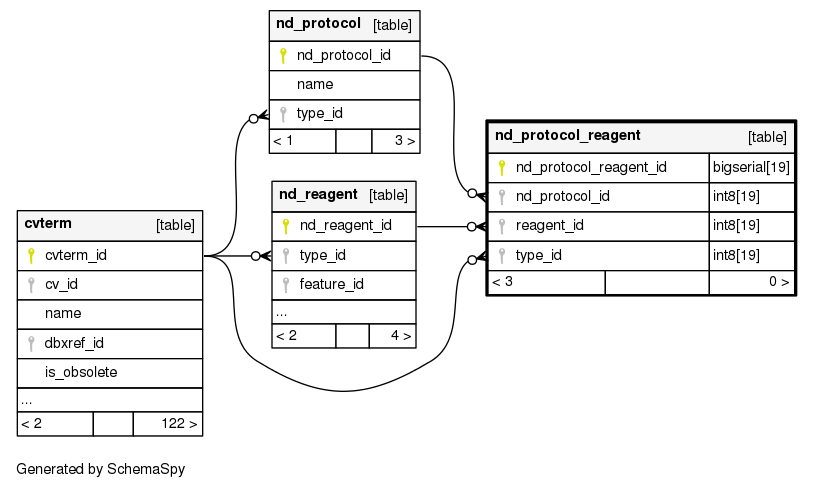 nd_protocol [table]
nd_protocol_id
name
type_id
< 1 3 >
nd_protocol_reagent [table]
nd_protocol_reagent_id bigserial[19]
nd_protocol_id int8[19]
reagent_id int8[19]
type_id int8[19]
< 3 0 >
nd_reagent [table]
nd_reagent_id
type_id
feature_id
...
< 2 4 >
cvterm [table]
cvterm_id
cv_id
name
dbxref_id
is_obsolete
...
< 2 122 >
Generated by SchemaSpy